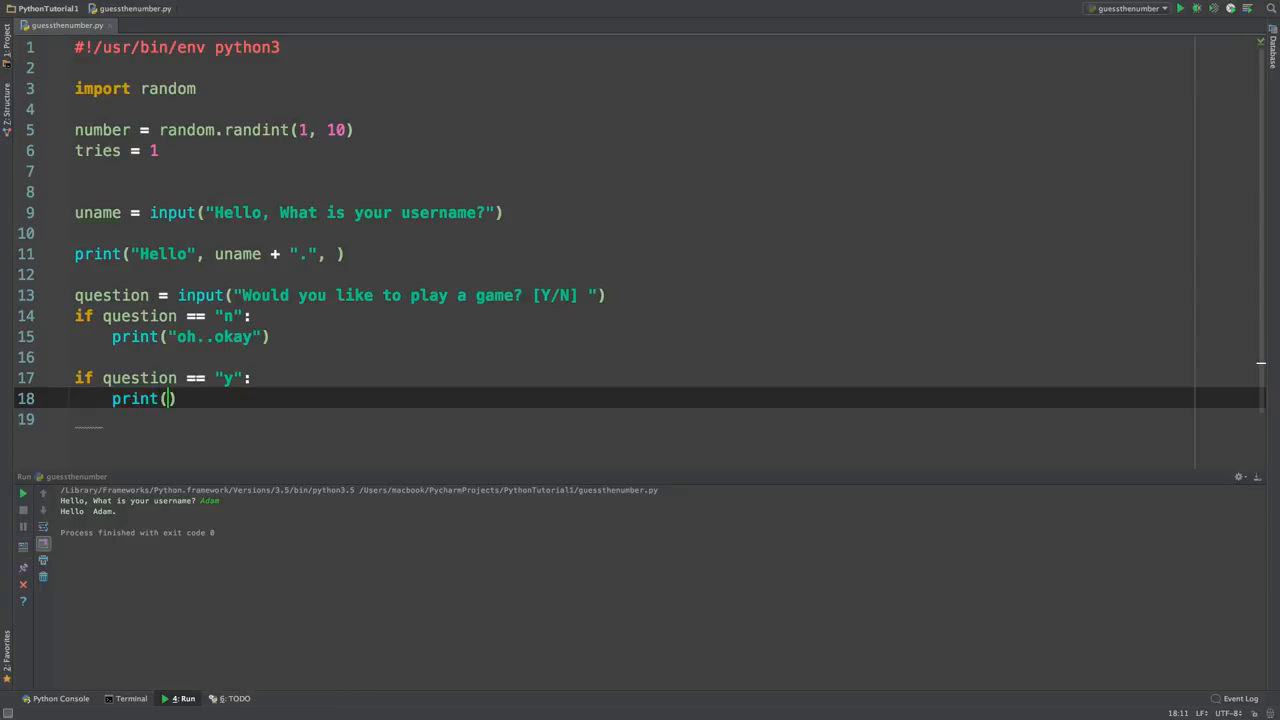 PythonTutorial1 guessthenumber.py guessthenumber
guessthenumber.py
1: Project
Z: Structure
2: Favorites
Database
1 #!/usr/bin/env python3
2
3 import random
4
5 number = random.randint(1, 10)
6 tries = 1
7
8
9 uname = input("Hello, What is your username?")
10
11 print("Hello", uname + ".", )
12
13 question = input("Would you like to play a game? [Y/N] ")
14 if question == "n":
15     print("oh..okay")
16
17 if question == "y":
18     print()
19
Run guessthenumber
/Library/Frameworks/Python.framework/Versions/3.5/bin/python3.5 /Users/macbook/PycharmProjects/PythonTutorial1/guessthenumber.py
Hello, What is your username? Adam
Hello  Adam.
Process finished with exit code 0
Python Console Terminal 4: Run 6: TODO Event Log
18:11 LF÷ UTF-8÷